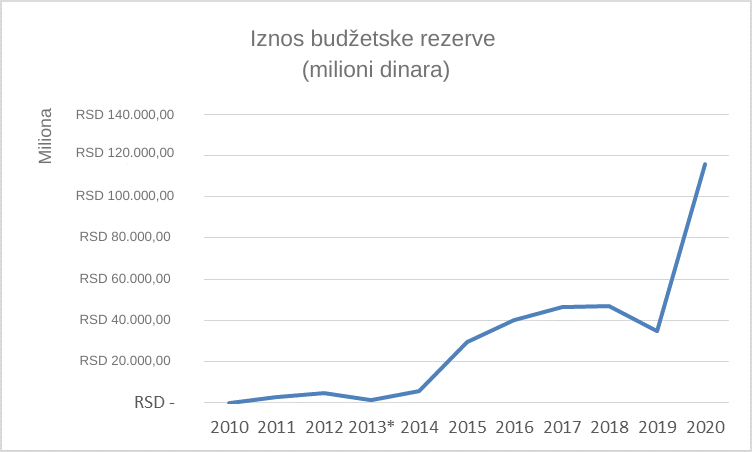 Iznos budžetske rezerve
(milioni dinara)
Miliona
RSD 140.000,00
RSD 120.000,00
RSD 100.000,00
RSD 80.000,00
RSD 60.000,00
RSD 40.000,00
RSD 20.000,00
RSD -
2010 2011 2012 2013* 2014 2015 2016 2017 2018 2019 2020